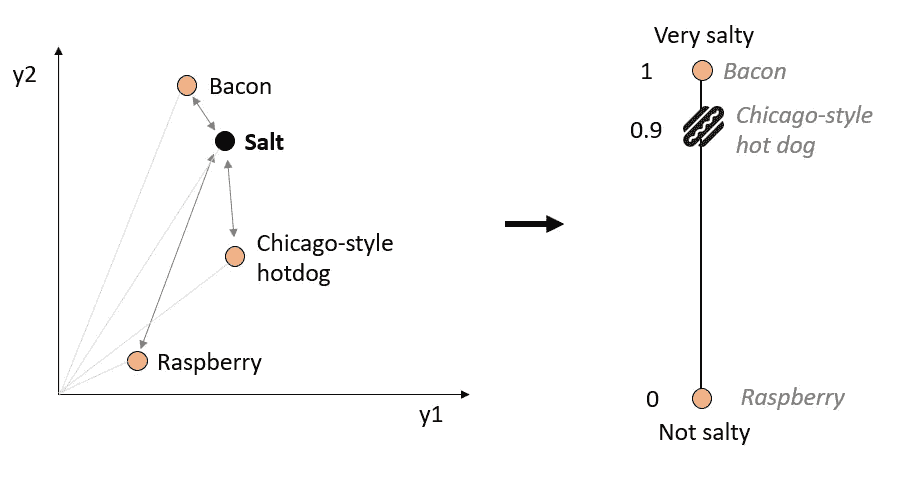 y2
Bacon
Salt
Chicago-style
hotdog
Raspberry
y1
Very salty
1 Bacon
0.9 Chicago-style
hot dog
0 Raspberry
Not salty